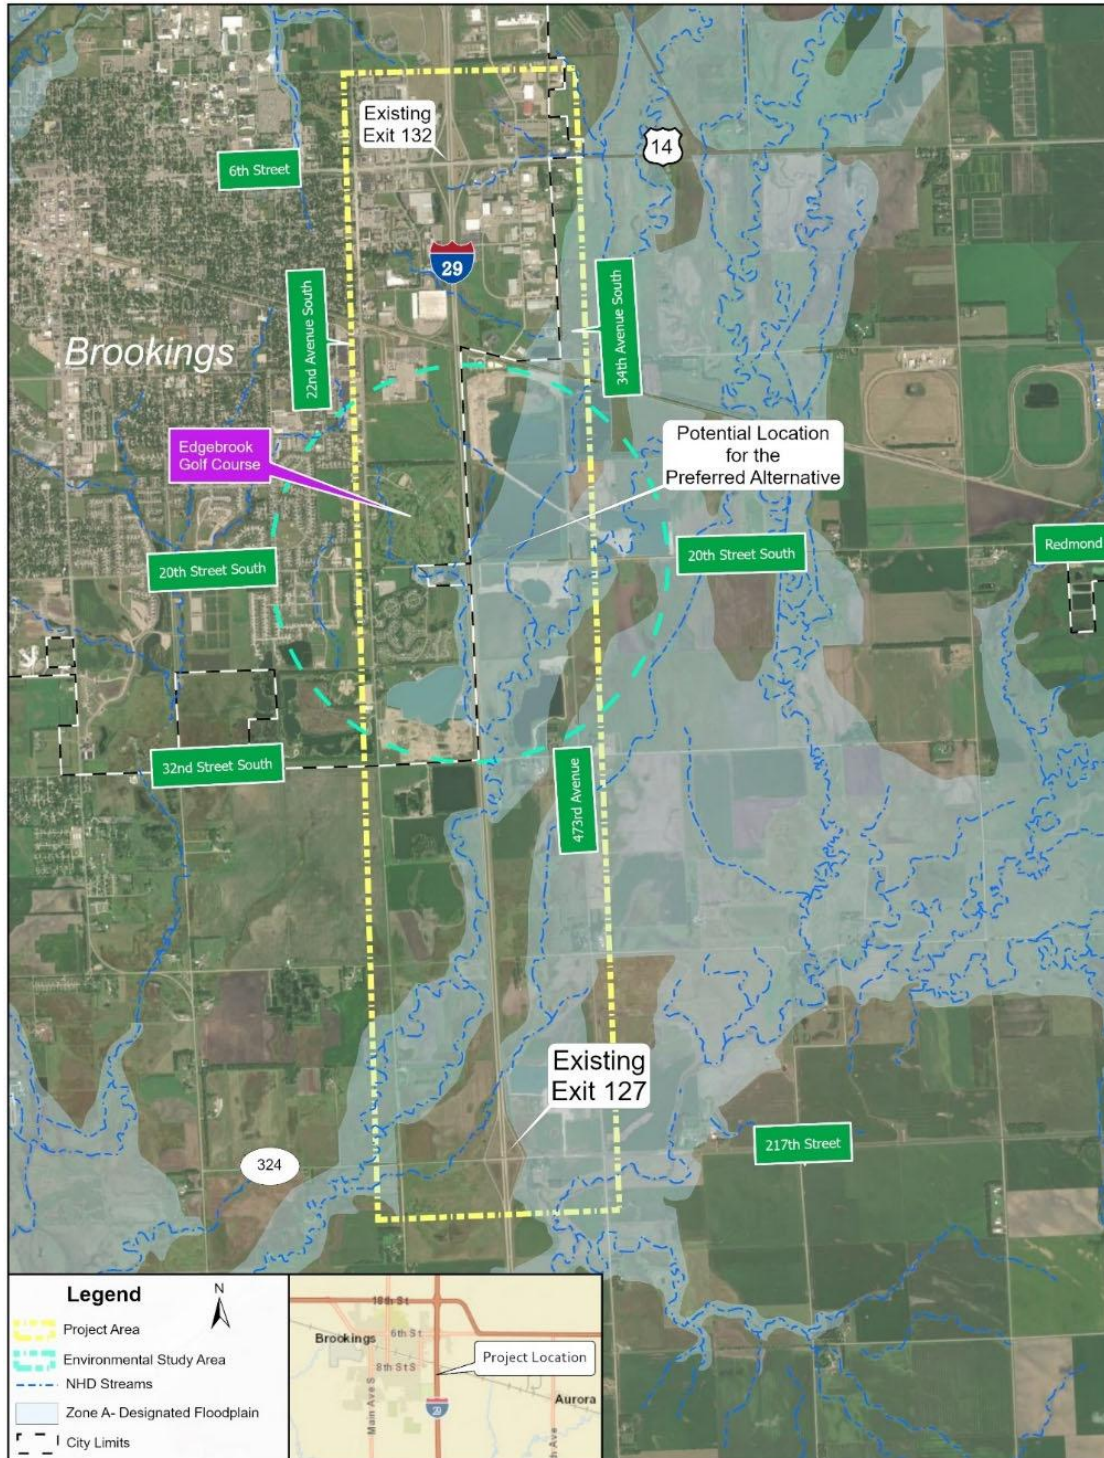 Existing
Exit 132
14
6th Street
29
22nd Avenue South
34th Avenue South
Brookings
Edgebrook
Golf Course
Potential Location
for the
Preferred Alternative
20th Street South
20th Street South
Redmond
32nd Street South
473rd Avenue
Existing
Exit 127
217th Street
324
Legend
N
Project Area
Environmental Study Area
NHD Streams
Zone A- Designated Floodplain
City Limits
18th St
Brookings
6th St
Project Location
8th St S
Main Ave S
Aurora
29
h Ave